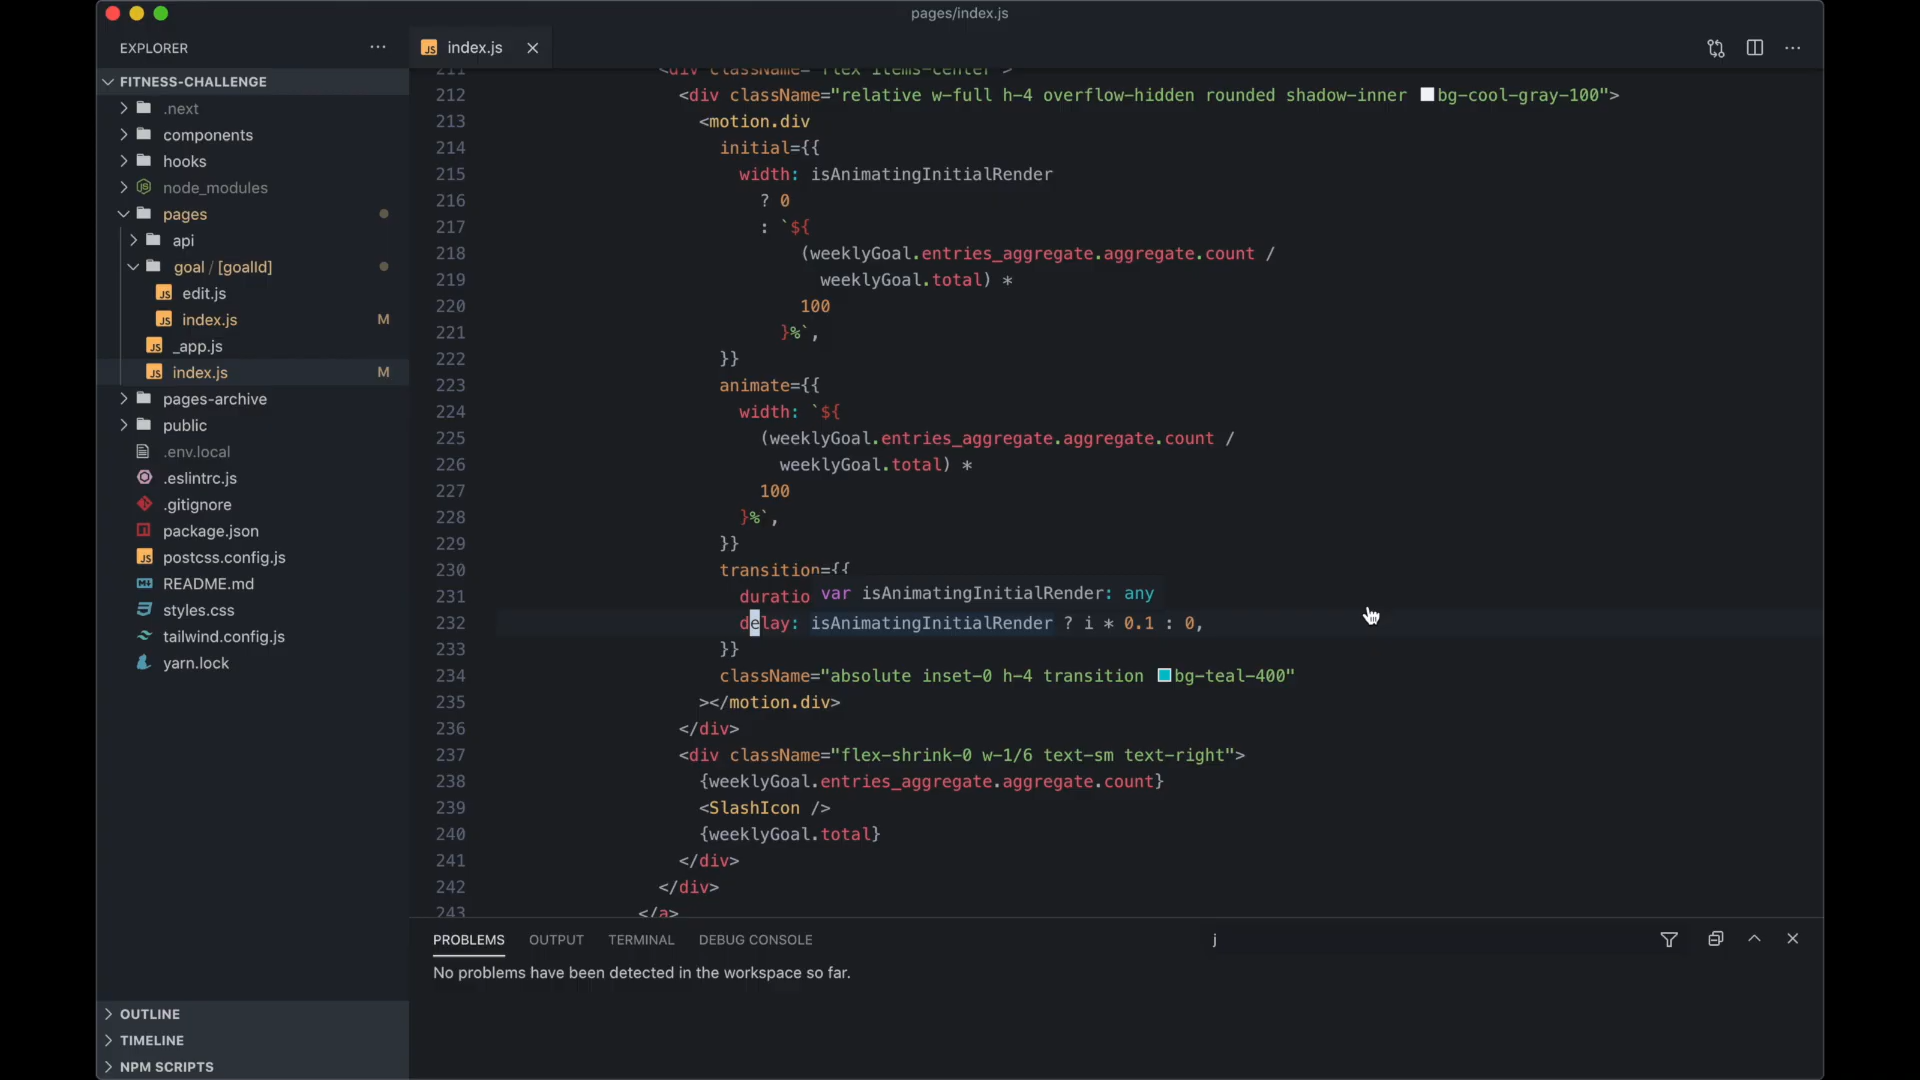 pages/index.js
EXPLORER
FITNESS-CHALLENGE
.next
components
hooks
node_modules
pages
api
goal / [goalId]
edit.js
index.js M
_app.js
index.js M
pages-archive
public
.env.local
.eslintrc.js
.gitignore
package.json
postcss.config.js
README.md
styles.css
tailwind.config.js
yarn.lock
OUTLINE
TIMELINE
NPM SCRIPTS
JS index.js
211 <div className="flex items-center">
212 <div className="relative w-full h-4 overflow-hidden rounded shadow-inner bg-cool-gray-100">
213 <motion.div
214 initial={{
215 width: isAnimatingInitialRender
216 ? 0
217 : `${
218 (weeklyGoal.entries_aggregate.aggregate.count /
219 weeklyGoal.total) *
220 100
221 }%`,
222 }}
223 animate={{
224 width: `${
225 (weeklyGoal.entries_aggregate.aggregate.count /
226 weeklyGoal.total) *
227 100
228 }%`,
229 }}
230 transition={{
231 duratio var isAnimatingInitialRender: any
232 delay: isAnimatingInitialRender ? i * 0.1 : 0,
233 }}
234 className="absolute inset-0 h-4 transition bg-teal-400"
235 ></motion.div>
236 </div>
237 <div className="flex-shrink-0 w-1/6 text-sm text-right">
238 {weeklyGoal.entries_aggregate.aggregate.count}
239 <SlashIcon />
240 {weeklyGoal.total}
241 </div>
242 </div>
243 </a>
PROBLEMS OUTPUT TERMINAL DEBUG CONSOLE j
No problems have been detected in the workspace so far.